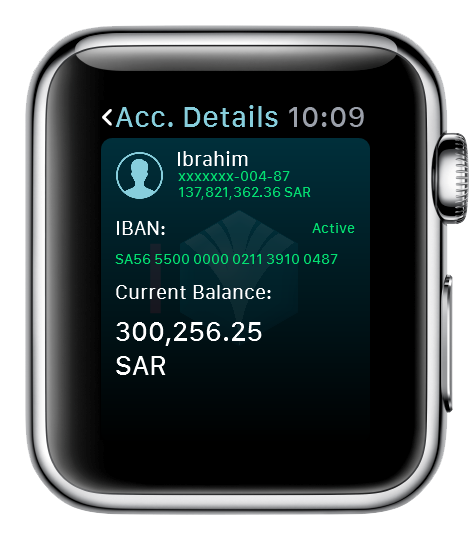 <Acc. Details 10:09
Ibrahim
xxxxxxx-004-87
137,821,362.36 SAR
IBAN:
Active
SA56 5500 0000 0211 3910 0487
Current Balance:
300,256.25
SAR